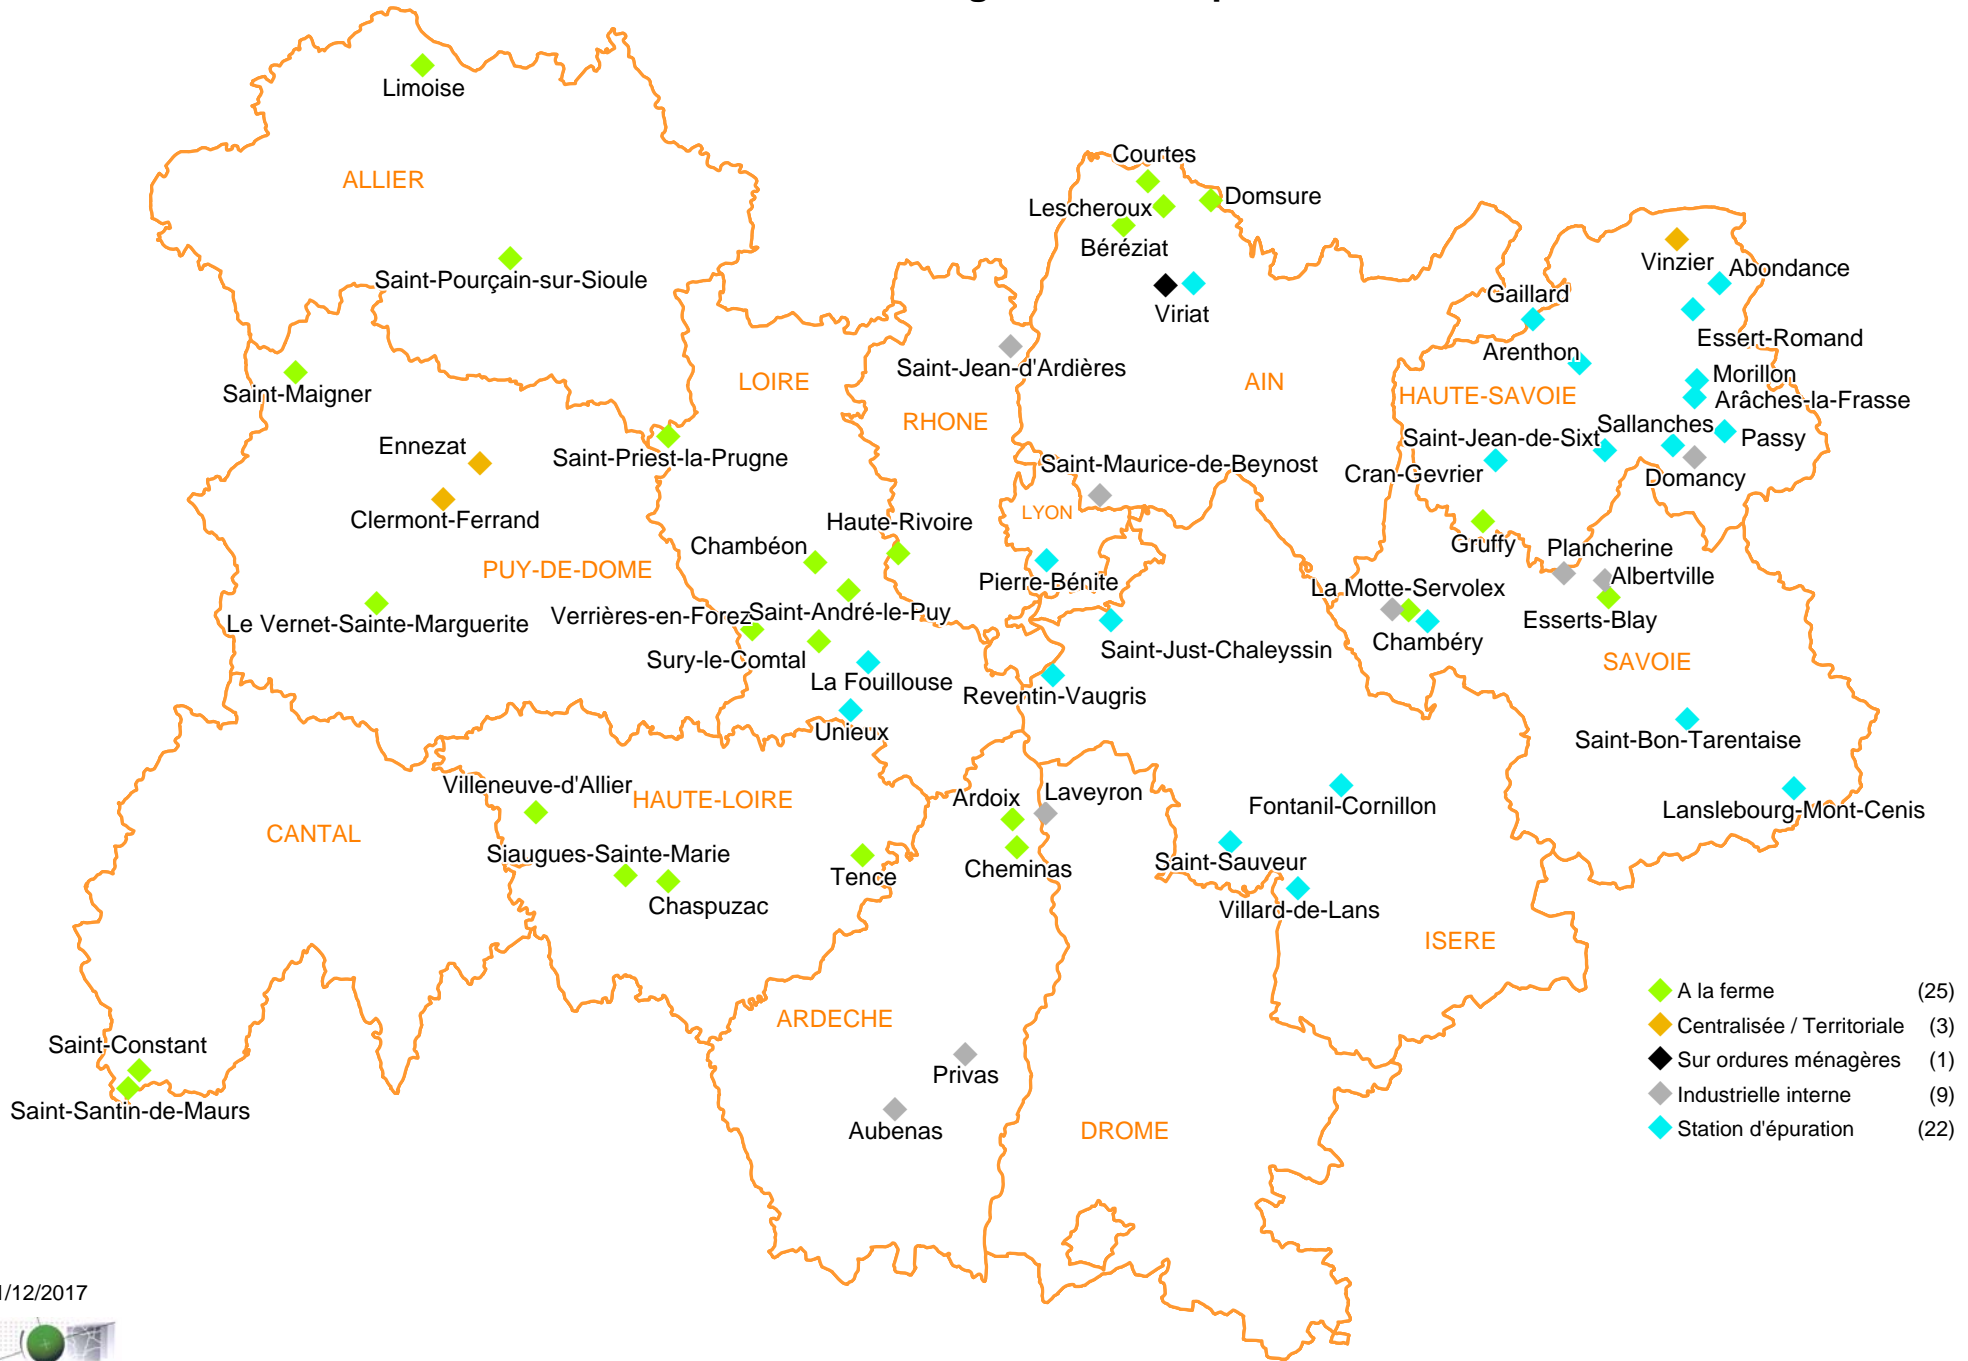 Limoise
ALLIER
Saint-Pourçain-sur-Sioule
Courtes
Domsure
Lescheroux
Béréziat
Viriat
Vinzier
Abondance
Gaillard
Essert-Romand
Arenthon
Morillon
HAUTE-SAVOIE
Arâches-la-Frasse
Sallanches
Passy
Saint-Jean-de-Sixt
Cran-Gevrier
Domancy
Saint-Jean-d'Ardières
LOIRE
AIN
RHONE
Saint-Maigner
Ennezat
Saint-Priest-la-Prugne
Saint-Maurice-de-Beynost
Clermont-Ferrand
Haute-Rivoire
LYON
Chambéon
Gruffy
Plancherine
PUY-DE-DOME
Pierre-Bénite
La Motte-Servolex
Albertville
Le Vernet-Sainte-Marguerite
Verrières-en-Forez
Saint-André-le-Puy
Esserts-Blay
Chambéry
Saint-Just-Chaleyssin
Sury-le-Comtal
SAVOIE
La Fouillouse
Reventin-Vaugris
Unieux
Saint-Bon-Tarentaise
Villeneuve-d'Allier
HAUTE-LOIRE
Ardoix
Laveyron
Fontanil-Cornillon
Lanslebourg-Mont-Cenis
CANTAL
Siaugues-Sainte-Marie
Tence
Cheminas
Saint-Sauveur
Chaspuzac
Villard-de-Lans
ISERE
A la ferme (25)
Centralisée / Territoriale (3)
Sur ordures ménagères (1)
Industrielle interne (9)
Station d'épuration (22)
ARDECHE
Saint-Constant
Privas
Saint-Santin-de-Maurs
Aubenas
DROME
/12/2017